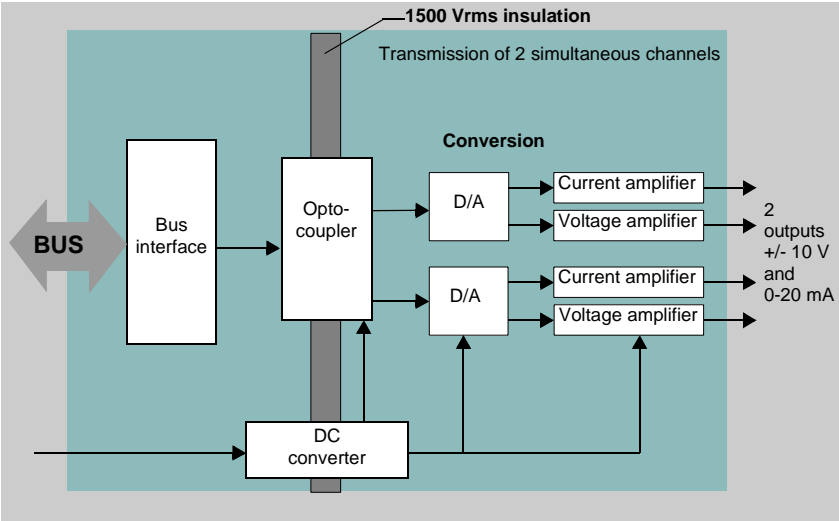 1500 Vrms insulation
Transmission of 2 simultaneous channels
Conversion
BUS
Bus
interface
Opto-
coupler
D/A
Current amplifier
Voltage amplifier
D/A
Current amplifier
Voltage amplifier
2
outputs
+/- 10 V
and
0-20 mA
DC
converter